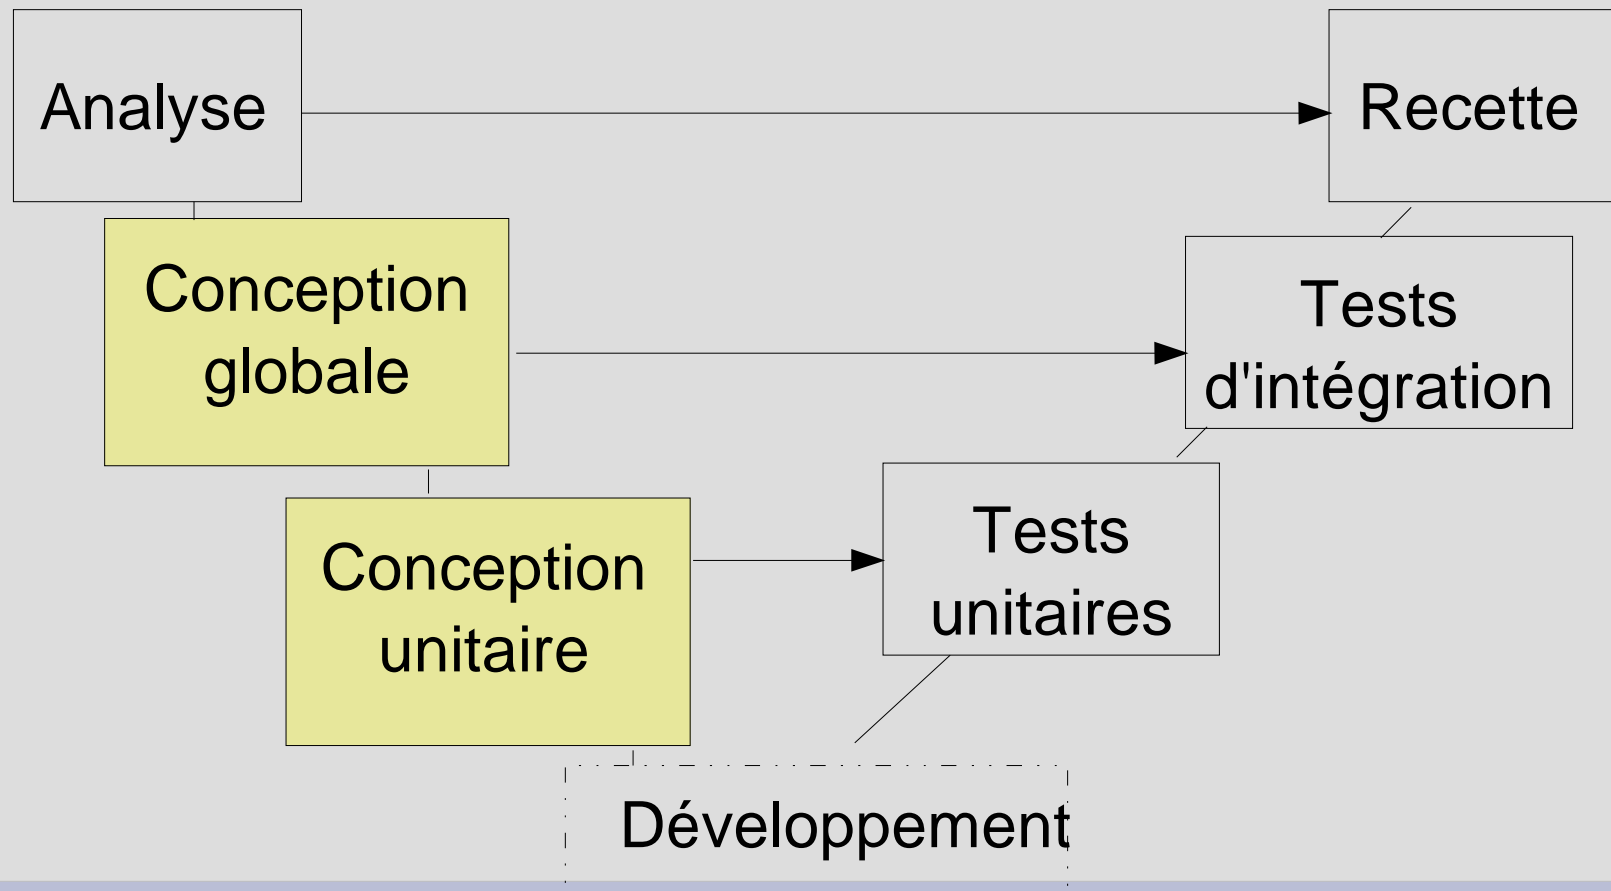 Analyse
Recette
Conception
globale
Tests
d'intégration
Conception
unitaire
Tests
unitaires
Développement